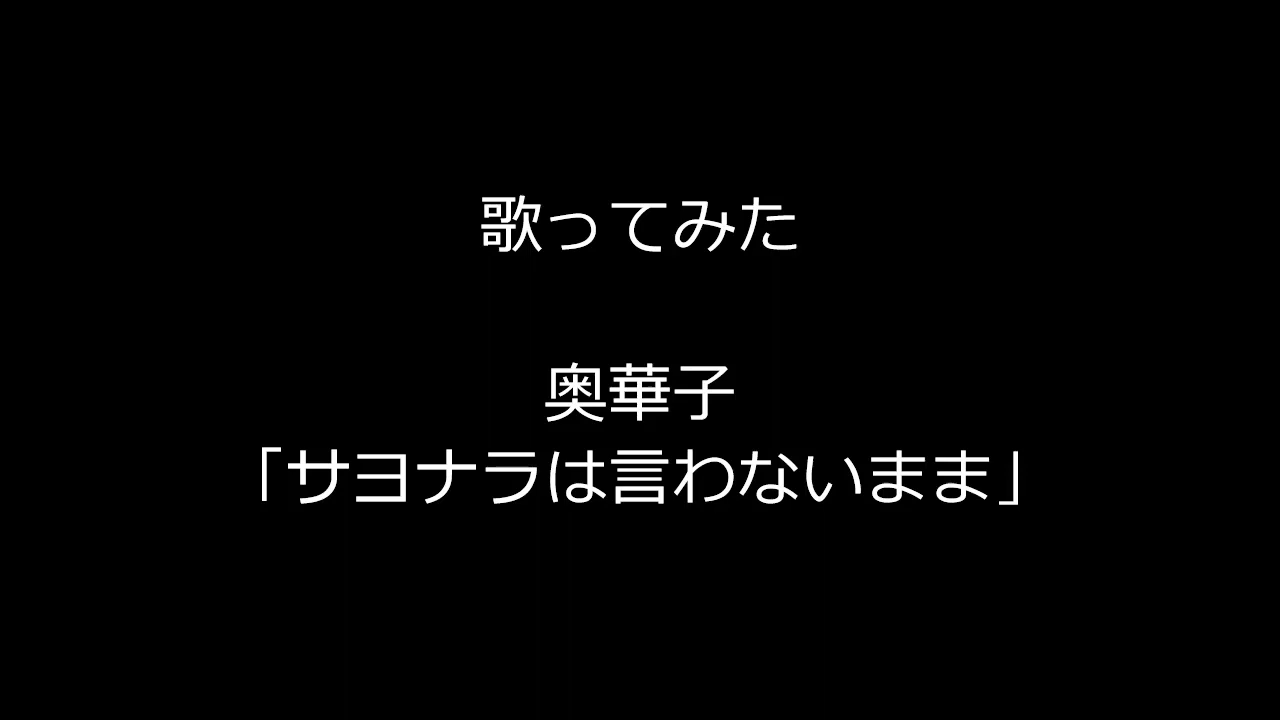 歌ってみた
奥華子
「サヨナラは言わないまま」